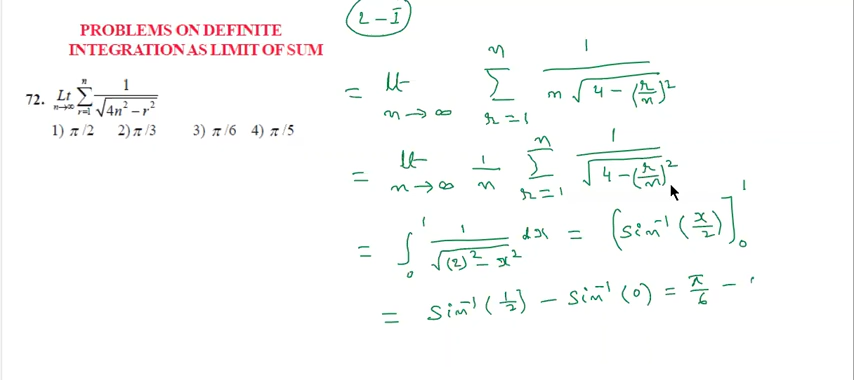 PROBLEMS ON DEFINITE
INTEGRATION AS LIMIT OF SUM
72. Lt n→∞ Σ r=1 n 1/√(4n² − r²)
1) π/2 2) π/3 3) π/6 4) π/5
L-I
= lt n→∞ Σ r=1 n 1/(n√(4 − (r/n)²))
= lt n→∞ 1/n Σ r=1 n 1/√(4 − (r/n)²)
= ∫₀¹ 1/√((2)² − x²) dx = (sin⁻¹(x/2)]₀¹
= sin⁻¹(1/2) − sin⁻¹(0) = π/6 −